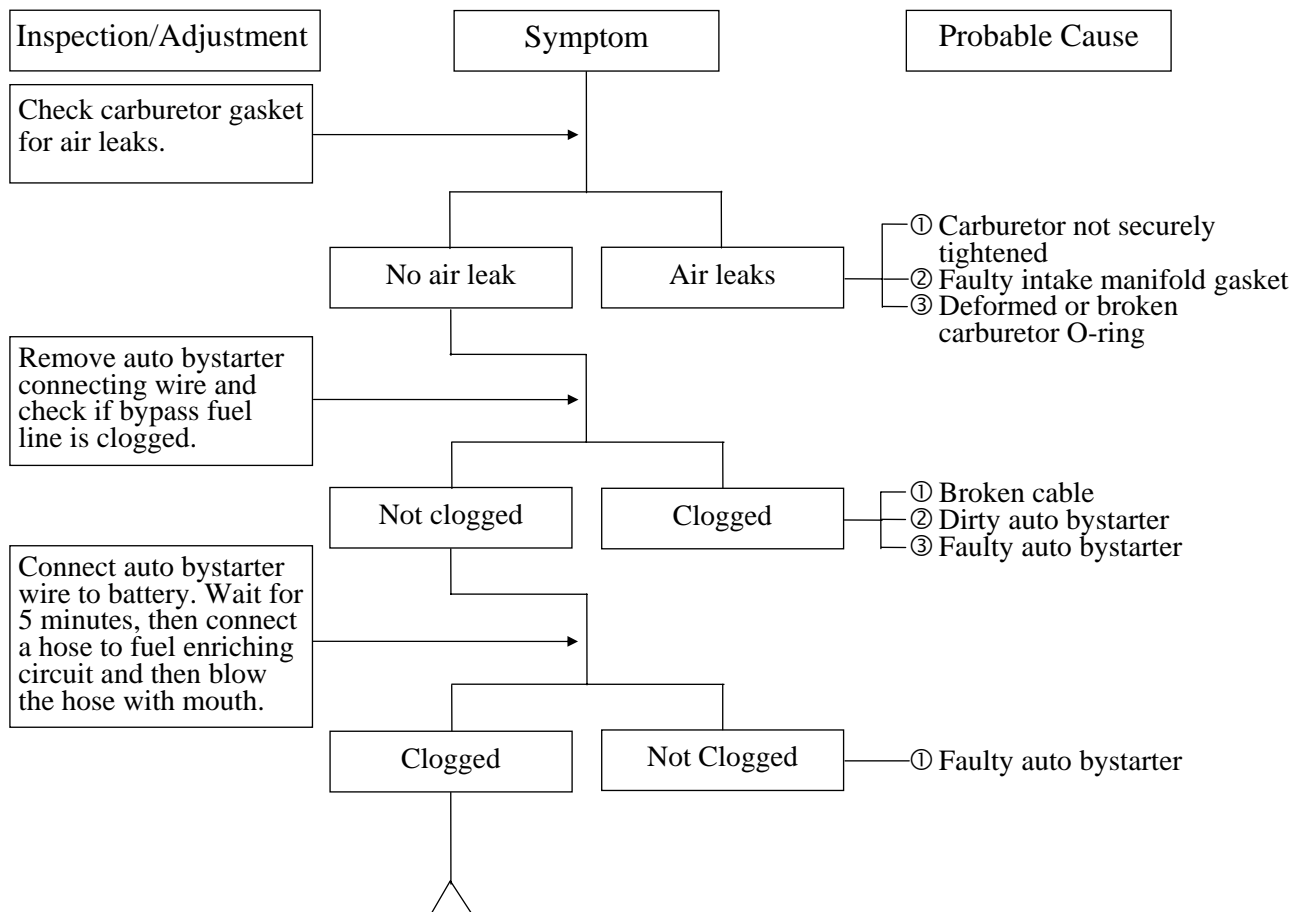 Inspection/Adjustment
Symptom
Probable Cause
Check carburetor gasket
for air leaks.
No air leak
Air leaks
① Carburetor not securely
tightened
② Faulty intake manifold gasket
③ Deformed or broken
carburetor O-ring
Remove auto bystarter
connecting wire and
check if bypass fuel
line is clogged.
Not clogged
Clogged
① Broken cable
② Dirty auto bystarter
③ Faulty auto bystarter
Connect auto bystarter
wire to battery. Wait for
5 minutes, then connect
a hose to fuel enriching
circuit and then blow
the hose with mouth.
Clogged
Not Clogged
① Faulty auto bystarter